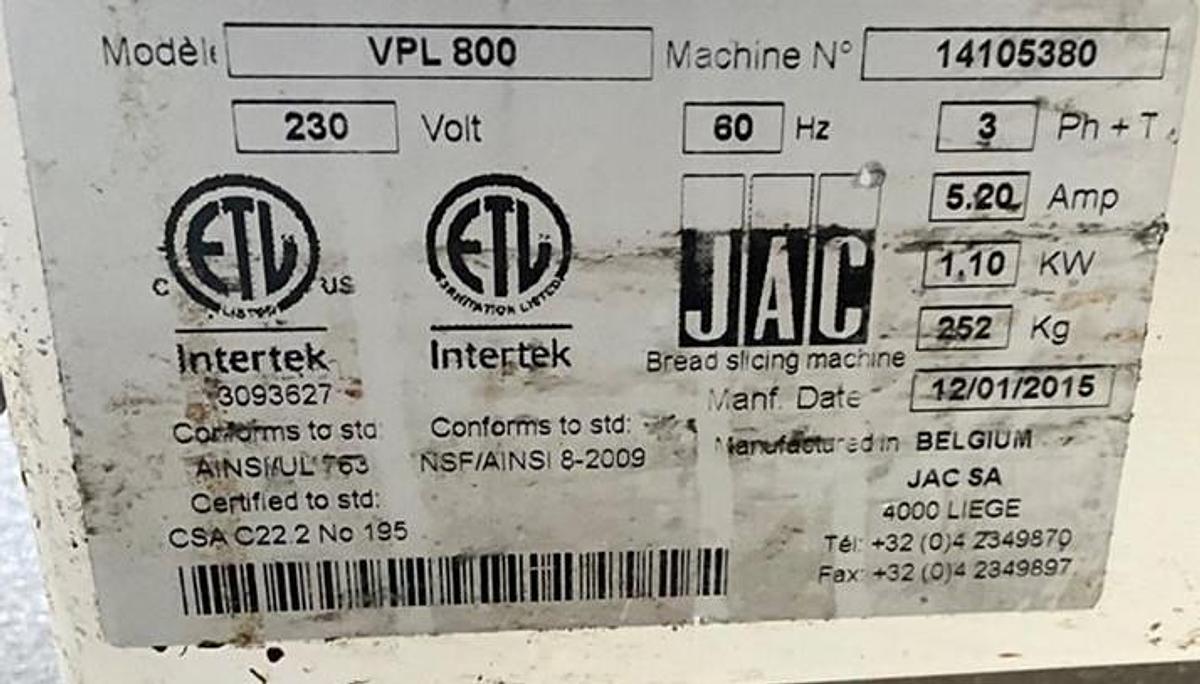 Modèle VPL 800 Machine N° 14105380
230 Volt 60 Hz 3 Ph + T
5.20 Amp
1,10 KW
252 Kg
ETL
LISTED
C US
Intertek
3093627
Conforms to std:
AINSI/UL 763
Certified to std:
CSA C22.2 No 195
ETL
SANITATION LISTED
Intertek
Conforms to std:
NSF/AINSI 8-2009
JAC
Bread slicing machine
Manf. Date 12/01/2015
Manufactured in BELGIUM
JAC SA
4000 LIEGE
Tél: +32 (0)4 2349870
Fax: +32 (0)4 2349897